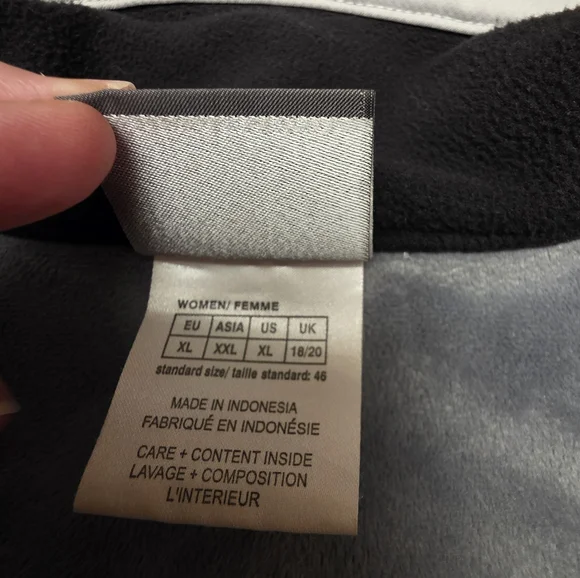 WOMEN/ FEMME
EU ASIA US UK
XL XXL XL 18/20
standard size/ taille standard: 46
MADE IN INDONESIA
FABRIQUÉ EN INDONÉSIE
CARE + CONTENT INSIDE
LAVAGE + COMPOSITION
L'INTERIEUR